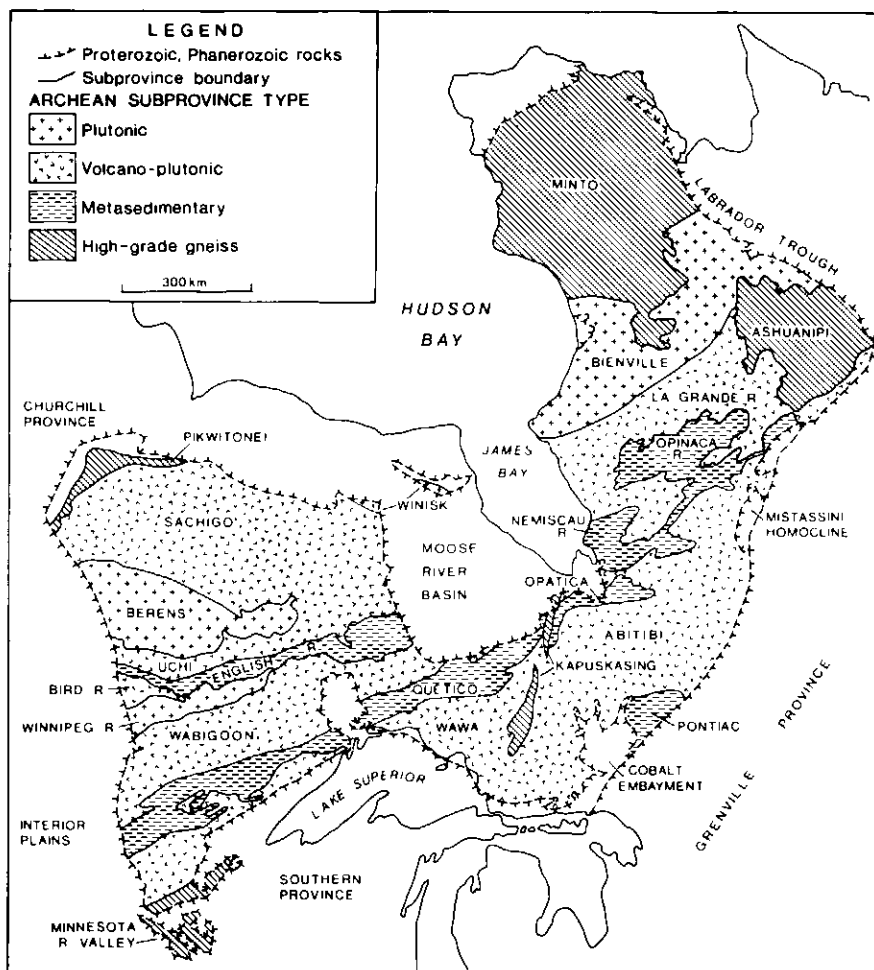 LEGEND
Proterozoic, Phanerozoic rocks
Subprovince boundary
ARCHEAN SUBPROVINCE TYPE
Plutonic
Volcano-plutonic
Metasedimentary
High-grade gneiss
300 km
MINTO
LABRADOR TROUGH
HUDSON
BAY
ASHUANIPI
BIENVILLE
LA GRANDE R
CHURCHILL
PROVINCE
PIKWITONEI
OPINACA
R
JAMES
BAY
WINISK
SACHIGO
NEMISCAU
R
MISTASSINI
HOMOCLINE
MOOSE
RIVER
BASIN
OPATICA
BERENS
ABITIBI
UCHI
ENGLISH R
KAPUSKASING
BIRD R
QUETICO
WINNIPEG R
WABIGOON
WAWA
PONTIAC
COBALT
EMBAYMENT
GRENVILLE PROVINCE
LAKE SUPERIOR
INTERIOR
PLAINS
SOUTHERN
PROVINCE
MINNESOTA
R VALLEY